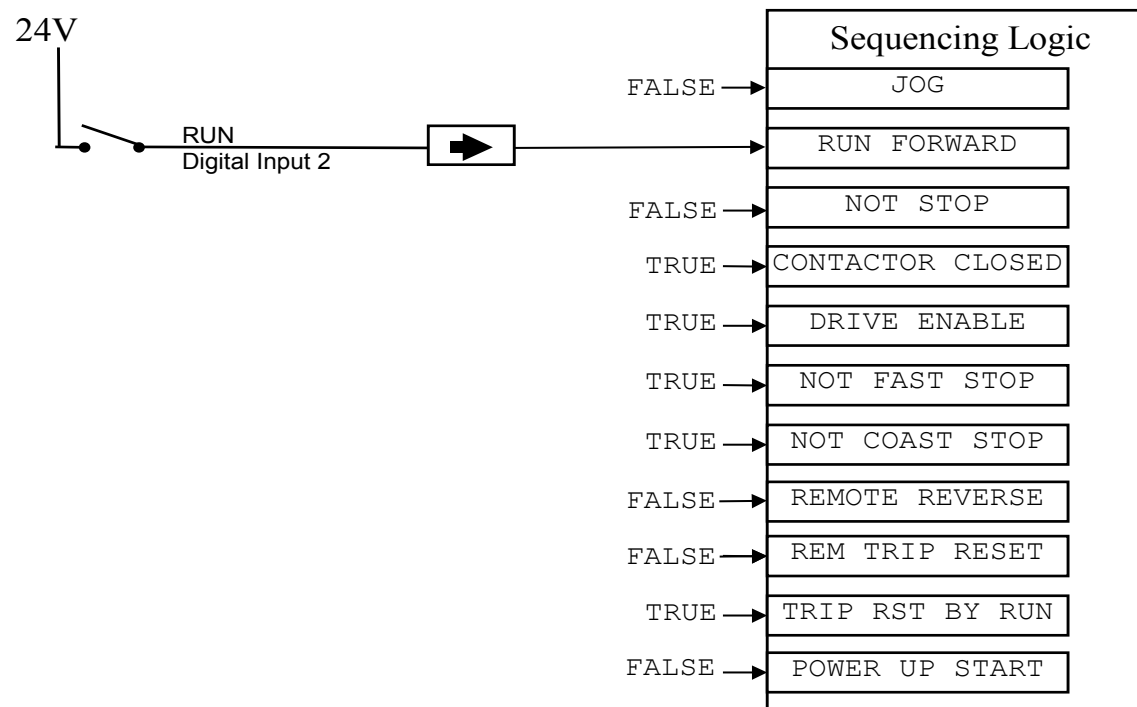 24V
Sequencing Logic
FALSE JOG
RUN
Digital Input 2
RUN FORWARD
FALSE NOT STOP
TRUE CONTACTOR CLOSED
TRUE DRIVE ENABLE
TRUE NOT FAST STOP
TRUE NOT COAST STOP
FALSE REMOTE REVERSE
FALSE REM TRIP RESET
TRUE TRIP RST BY RUN
FALSE POWER UP START